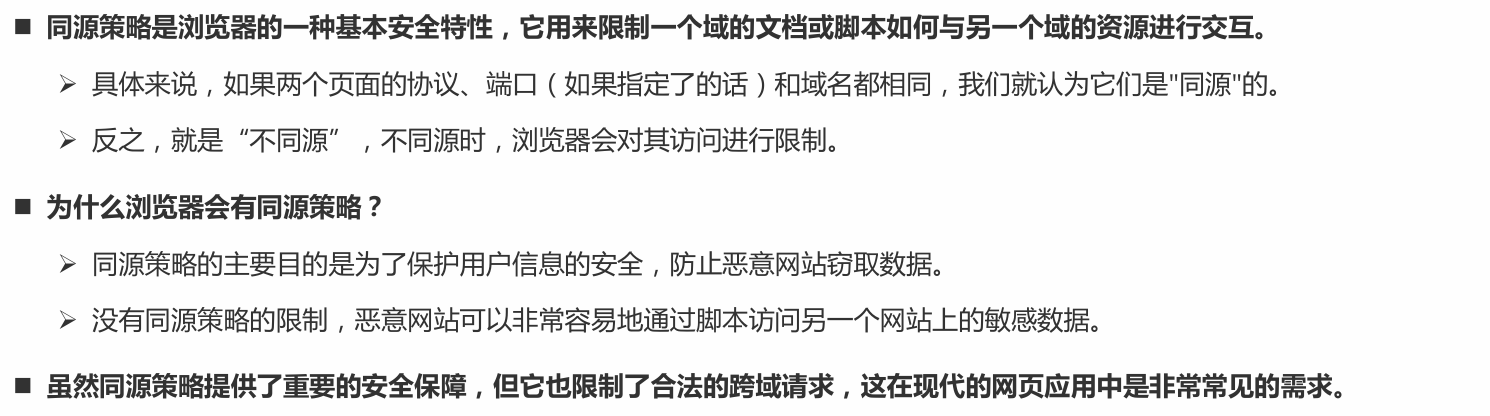 ■ 同源策略是浏览器的一种基本安全特性，它用来限制一个域的文档或脚本如何与另一个域的资源进行交互。
➢ 具体来说，如果两个页面的协议、端口（如果指定了的话）和域名都相同，我们就认为它们是"同源"的。
➢ 反之，就是“不同源”，不同源时，浏览器会对其访问进行限制。
■ 为什么浏览器会有同源策略？
➢ 同源策略的主要目的是为了保护用户信息的安全，防止恶意网站窃取数据。
➢ 没有同源策略的限制，恶意网站可以非常容易地通过脚本访问另一个网站上的敏感数据。
■ 虽然同源策略提供了重要的安全保障，但它也限制了合法的跨域请求，这在现代的网页应用中是非常常见的需求。